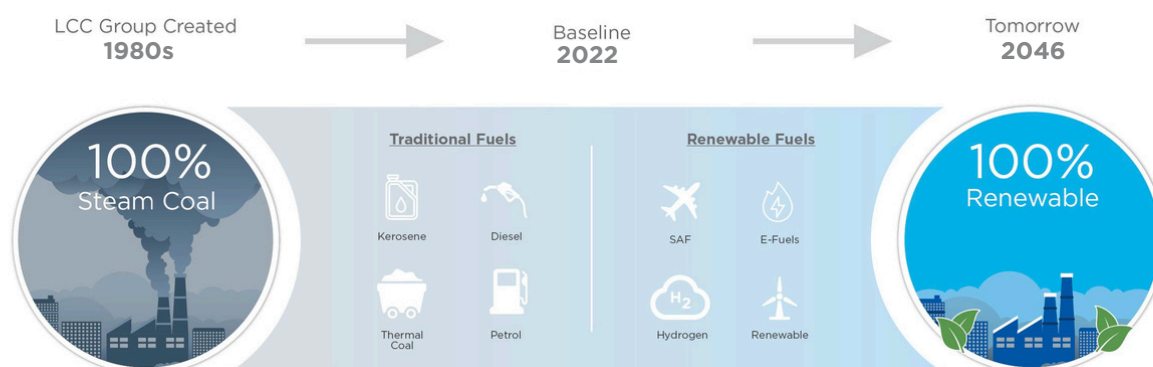 LCC Group Created
1980s
Baseline
2022
Tomorrow
2046
100%
Steam Coal
Traditional Fuels
Kerosene
Diesel
Thermal
Coal
Petrol
Renewable Fuels
SAF
E-Fuels
H2
Hydrogen
Renewable
100%
Renewable